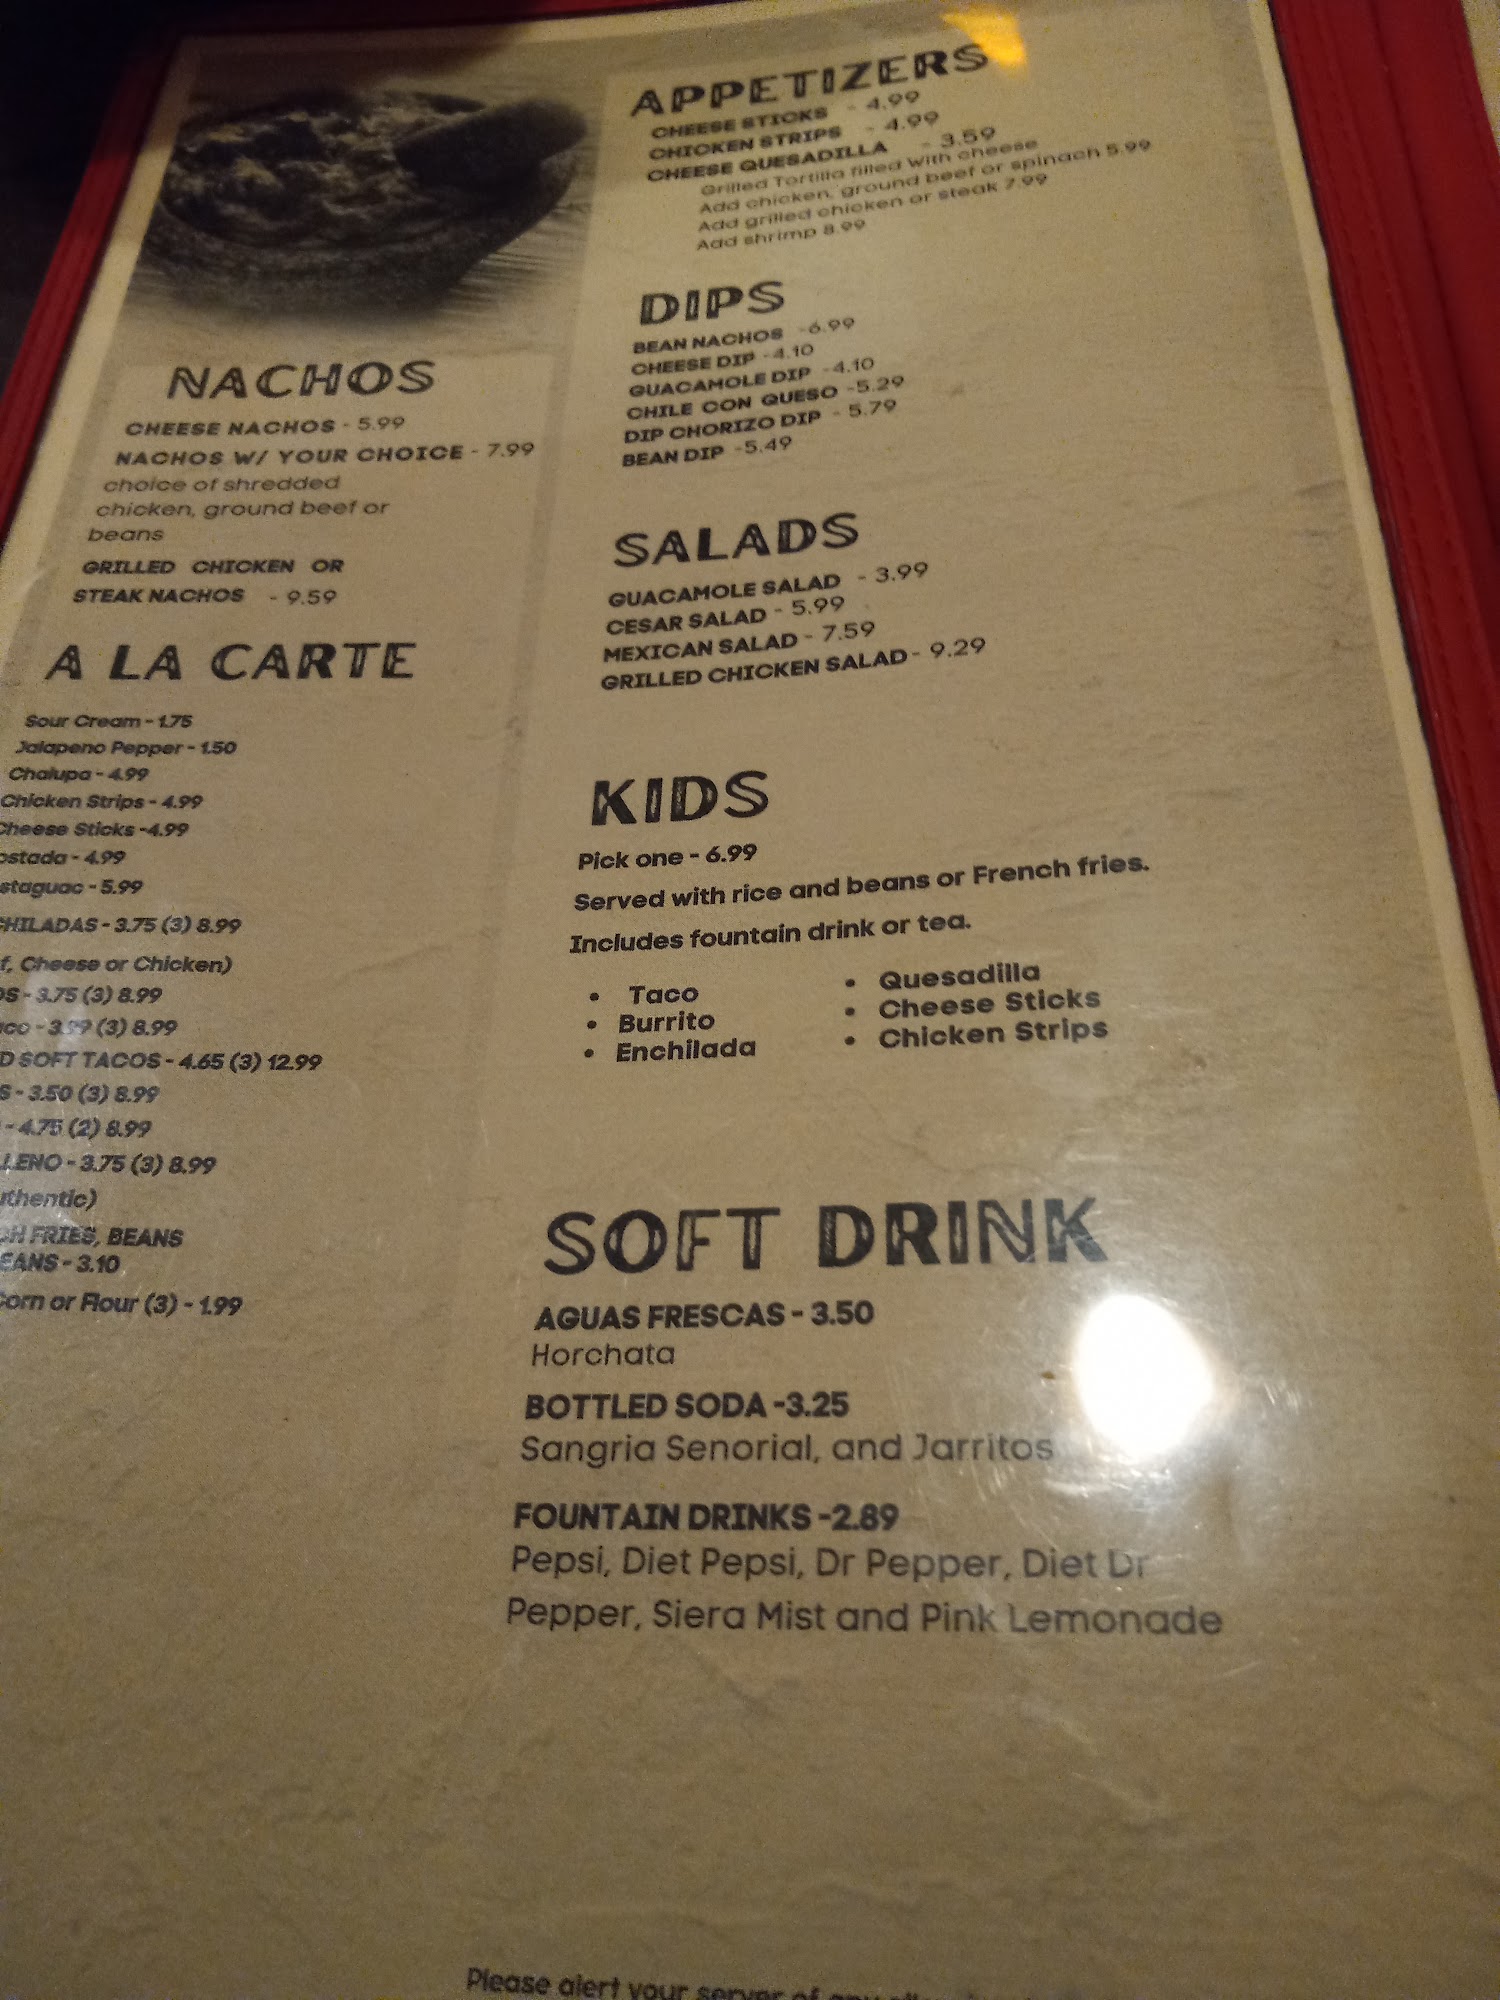 NACHOS
CHEESE NACHOS - 5.99
NACHOS W/ YOUR CHOICE - 7.99
choice of shredded
chicken, ground beef or
beans
GRILLED CHICKEN OR
STEAK NACHOS - 9.59
A LA CARTE
Sour Cream - 1.75
Jalapeno Pepper - 1.50
Chalupa - 4.99
Chicken Strips - 4.99
Cheese Sticks -4.99
ostada - 4.99
staguac - 5.99
HILADAS - 3.75 (3) 8.99
f, Cheese or Chicken)
OS - 3.75 (3) 8.99
aco - 3.99 (3) 8.99
D SOFT TACOS - 4.65 (3) 12.99
S - 3.50 (3) 8.99
- 4.75 (2) 8.99
LLENO - 3.75 (3) 8.99
uthentic)
CH FRIES, BEANS
EANS - 3.10
Corn or Flour (3) - 1.99
APPETIZERS
CHEESE STICKS - 4.99
CHICKEN STRIPS - 4.99
CHEESE QUESADILLA - 3.59
Grilled Tortilla filled with cheese
Add chicken, ground beef or spinach 5.99
Add grilled chicken or steak 7.99
Add shrimp 8.99
DIPS
BEAN NACHOS -6.99
CHEESE DIP -4.10
GUACAMOLE DIP -4.10
CHILE CON QUESO -5.29
DIP CHORIZO DIP - 5.79
BEAN DIP -5.49
SALADS
GUACAMOLE SALAD - 3.99
CESAR SALAD - 5.99
MEXICAN SALAD - 7.59
GRILLED CHICKEN SALAD - 9.29
KIDS
Pick one - 6.99
Served with rice and beans or French fries.
Includes fountain drink or tea.
• Taco
• Burrito
• Enchilada
• Quesadilla
• Cheese Sticks
• Chicken Strips
SOFT DRINK
AGUAS FRESCAS - 3.50
Horchata
BOTTLED SODA -3.25
Sangria Senorial, and Jarritos
FOUNTAIN DRINKS -2.89
Pepsi, Diet Pepsi, Dr Pepper, Diet Dr
Pepper, Siera Mist and Pink Lemonade
Please alert your server of any